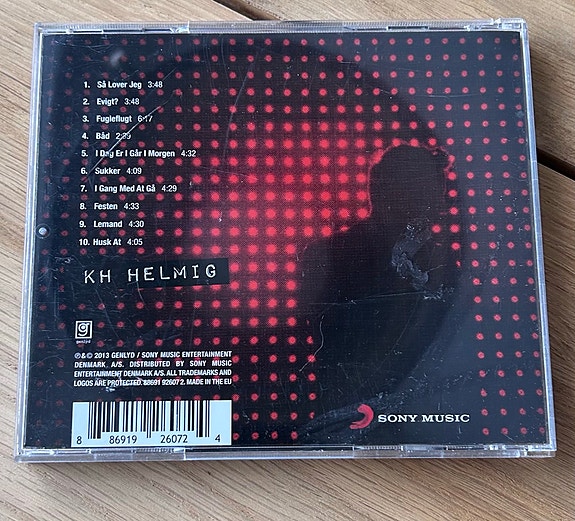 1. Så Lover Jeg 3:48
2. Evigt? 3:48
3. Fugleflugt 6:17
4. Båd 2:39
5. I Dag Er I Går I Morgen 4:32
6. Sukker 4:09
7. I Gang Med At Gå 4:29
8. Festen 4:33
9. Lemand 4:30
10. Husk At 4:05
KH HELMIG
genlyd
℗&© 2013 GENLYD / SONY MUSIC ENTERTAINMENT
DENMARK A/S. DISTRIBUTED BY SONY MUSIC
ENTERTAINMENT DENMARK A/S. ALL TRADEMARKS AND
LOGOS ARE PROTECTED. 88691 92607 2. MADE IN THE EU
SONY MUSIC
8 86919 26072 4